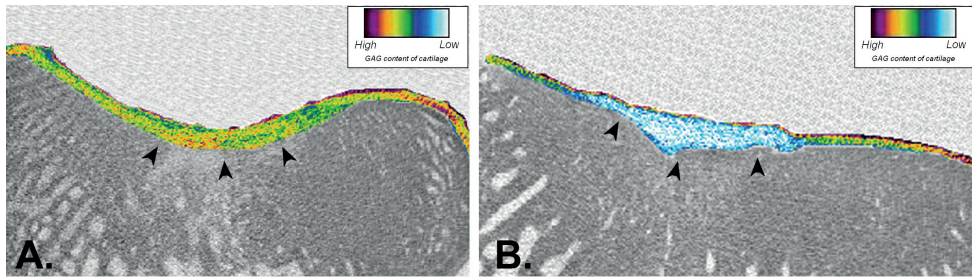 High Low
GAG content of cartilage
A.
High Low
GAG content of cartilage
B.